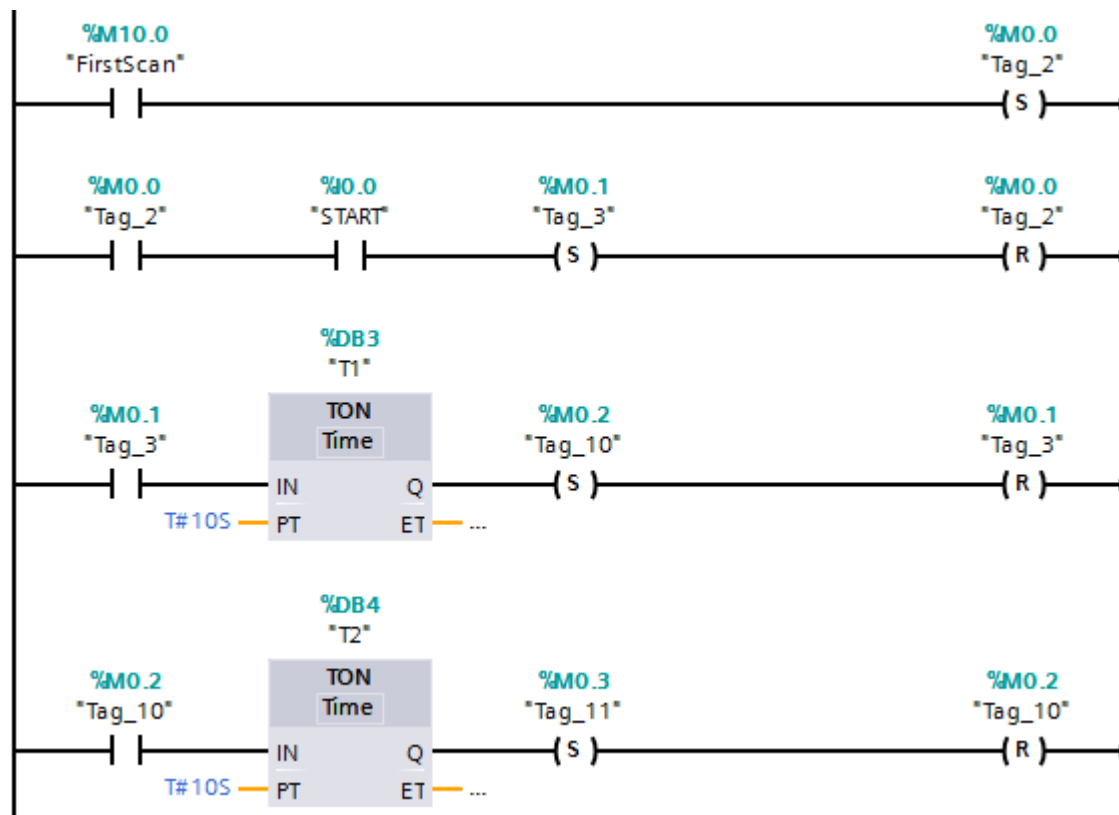 %M10.0 %M0.0
"FirstScan" "Tag_2"
S
%M0.0 %I0.0 %M0.1 %M0.0
"Tag_2" "START" "Tag_3" "Tag_2"
S R
%DB3
"T1"
%M0.1 TON %M0.2 %M0.1
"Tag_3" Time "Tag_10" "Tag_3"
IN Q S R
T#10S PT ET ...
%DB4
"T2"
%M0.2 TON %M0.3 %M0.2
"Tag_10" Time "Tag_11" "Tag_10"
IN Q S R
T#10S PT ET ...